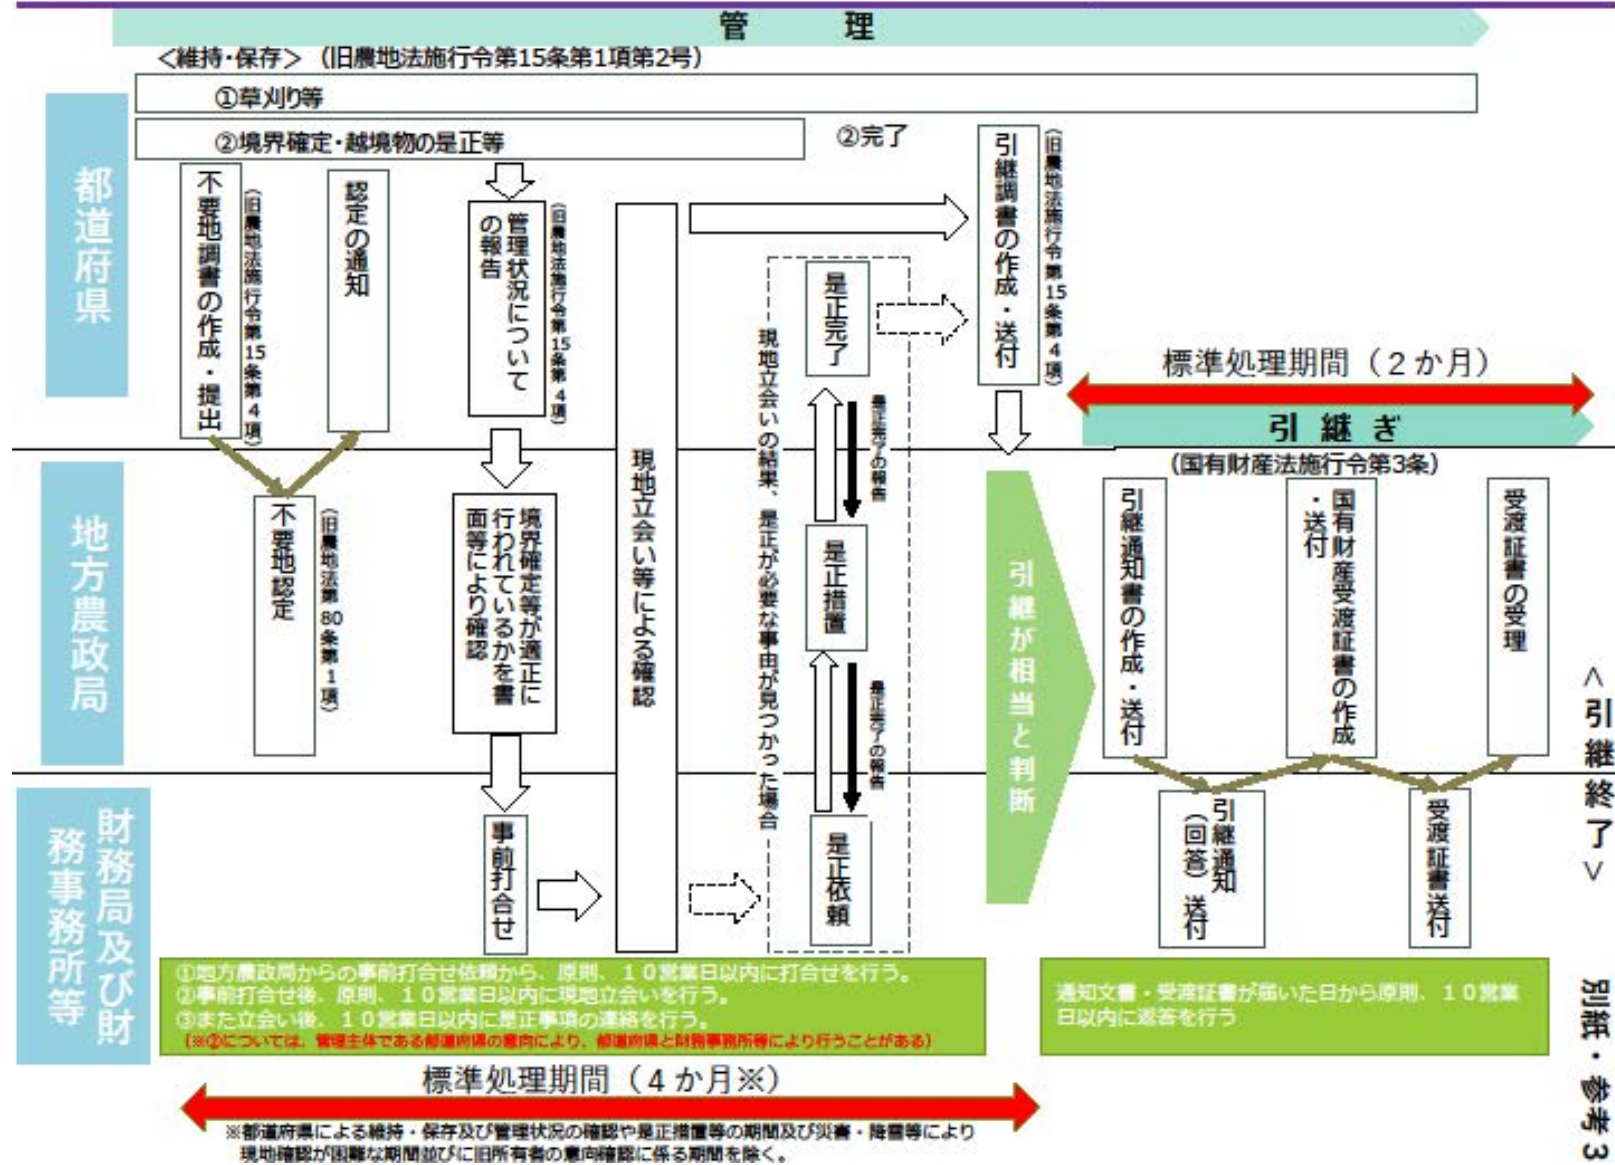 管　理
<維持・保存>（旧農地法施行令第15条第1項第2号）
①草刈り等
②境界確定・越境物の是正等
②完了
都道府県
不要地調書の作成・提出
（旧農地法施行令第15条第4項）
認定の通知
管理状況について
の報告
（旧農地法施行令第15条第4項）
現地立会い等による確認
現地立会いの結果、是正が必要な事由が見つかった場合
是正完了
是正完了の報告
引継調書の作成・送付
（旧農地法施行令第15条第4項）
標準処理期間（２か月）
引継ぎ
（国有財産法施行令第3条）
地方農政局
不要地認定
（旧農地法第80条第1項）
境界確定等が適正に
行われているかを書
面等により確認
是正措置
是正完了の報告
引継が相当と判断
引継通知書の作成・送付
国有財産受渡証書の作成
・送付
受渡証書の受理
<引継終了>
財務局及び財
務事務所等
事前打合せ
是正依頼
引継通知
（回答）送付
受渡証書送付
①地方農政局からの事前打合せ依頼から、原則、１０営業日以内に打合せを行う。
②事前打合せ後、原則、１０営業日以内に現地立会いを行う。
③また立会い後、１０営業日以内に是正事項の連絡を行う。
（※②については、管理主体である都道府県の意向により、都道府県と財務事務所等により行うことがある）
通知文書・受渡証書が届いた日から原則、１０営業
日以内に返答を行う
標準処理期間（４か月※）
※都道府県による維持・保存及び管理状況の確認や是正措置等の期間及び災害・降雪等により
現地確認が困難な期間並びに旧所有者の意向確認に係る期間を除く。
別紙・参考3